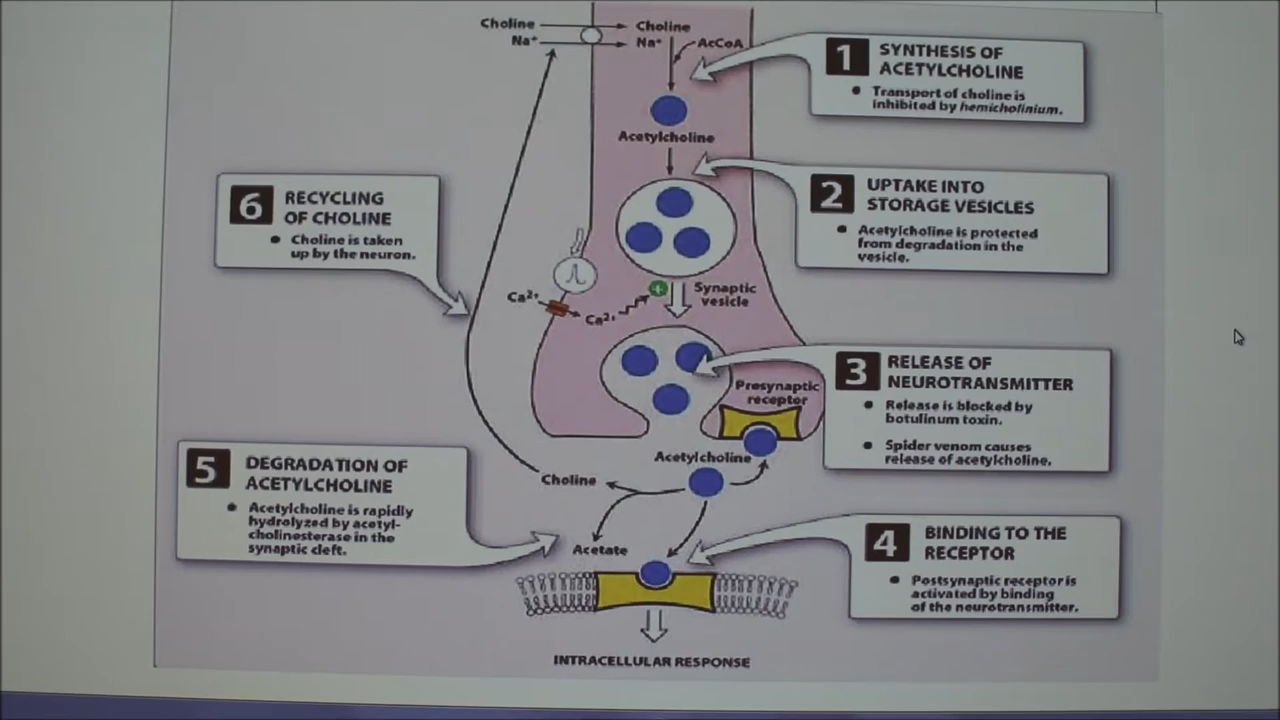 Choline
Na⁺
Choline
Na⁺
AcCoA
Acetylcholine
1
SYNTHESIS OF
ACETYLCHOLINE
• Transport of choline is
inhibited by hemicholinium.
2
UPTAKE INTO
STORAGE VESICLES
• Acetylcholine is protected
from degradation in the
vesicle.
6
RECYCLING
OF CHOLINE
• Choline is taken
up by the neuron.
Ca²⁺
Ca²⁺
+
Synaptic
vesicle
3
RELEASE OF
NEUROTRANSMITTER
• Release is blocked by
botulinum toxin.
• Spider venom causes
release of acetylcholine.
Presynaptic
receptor
Acetylcholine
Choline
Acetate
5
DEGRADATION OF
ACETYLCHOLINE
• Acetylcholine is rapidly
hydrolyzed by acetyl-
cholinesterase in the
synaptic cleft.
4
BINDING TO THE
RECEPTOR
• Postsynaptic receptor is
activated by binding
of the neurotransmitter.
INTRACELLULAR RESPONSE